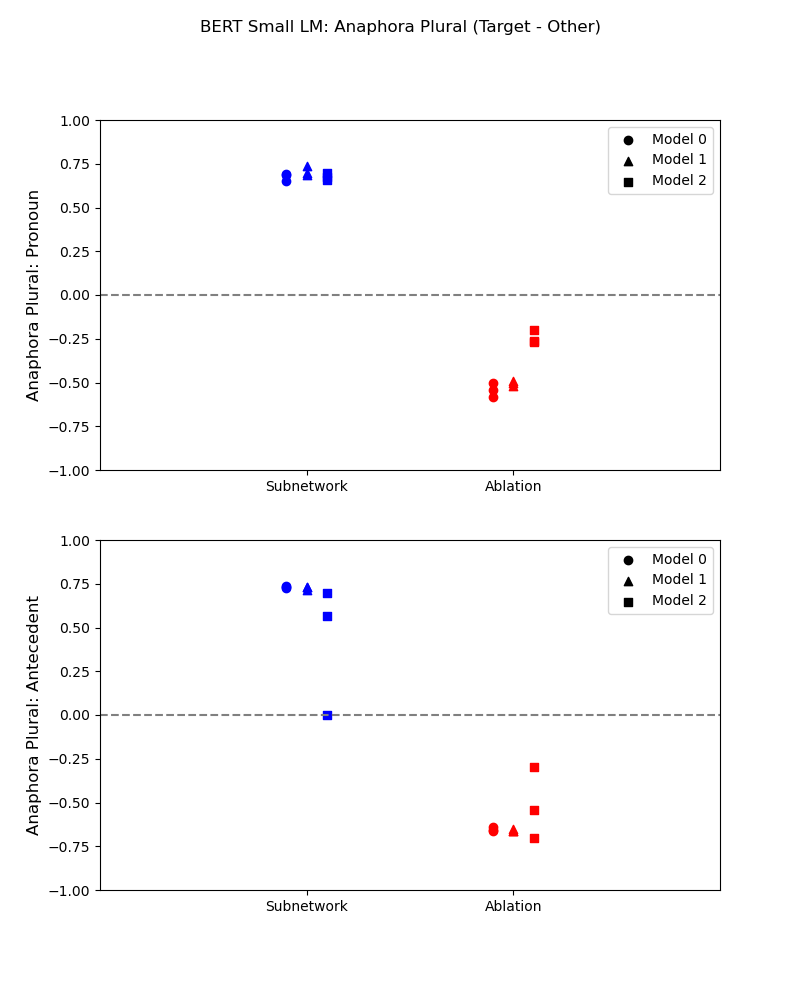 BERT Small LM: Anaphora Plural (Target - Other)
Anaphora Plural: Pronoun
1.00
0.75
0.50
0.25
0.00
−0.25
−0.50
−0.75
−1.00
Model 0
Model 1
Model 2
Subnetwork Ablation
Anaphora Plural: Antecedent
1.00
0.75
0.50
0.25
0.00
−0.25
−0.50
−0.75
−1.00
Model 0
Model 1
Model 2
Subnetwork Ablation